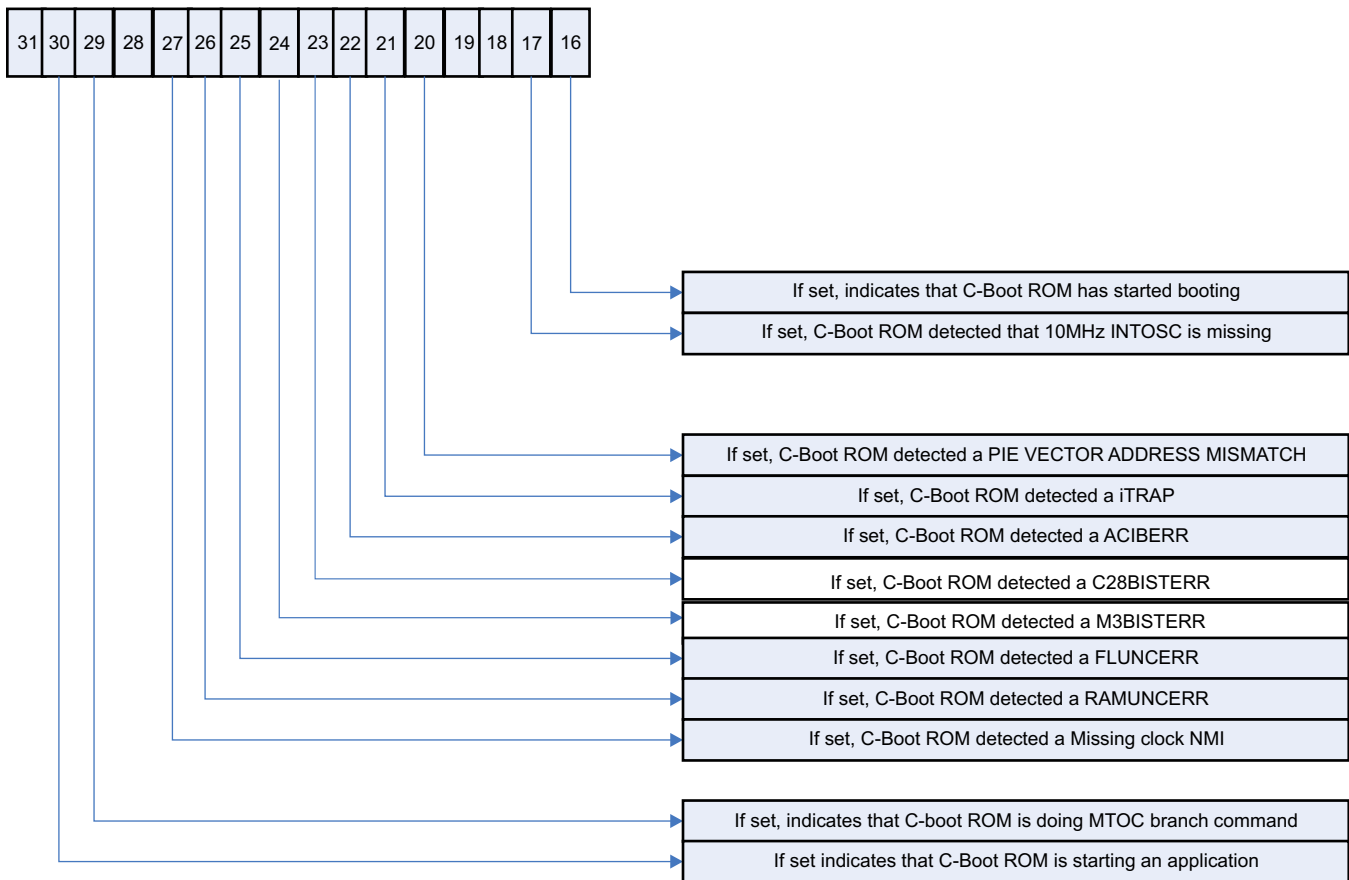 31 30 29 28 27 26 25 24 23 22 21 20 19 18 17 16
If set, indicates that C-Boot ROM has started booting
If set, C-Boot ROM detected that 10MHz INTOSC is missing
If set, C-Boot ROM detected a PIE VECTOR ADDRESS MISMATCH
If set, C-Boot ROM detected a iTRAP
If set, C-Boot ROM detected a ACIBERR
If set, C-Boot ROM detected a C28BISTERR
If set, C-Boot ROM detected a M3BISTERR
If set, C-Boot ROM detected a FLUNCERR
If set, C-Boot ROM detected a RAMUNCERR
If set, C-Boot ROM detected a Missing clock NMI
If set, indicates that C-boot ROM is doing MTOC branch command
If set indicates that C-Boot ROM is starting an application